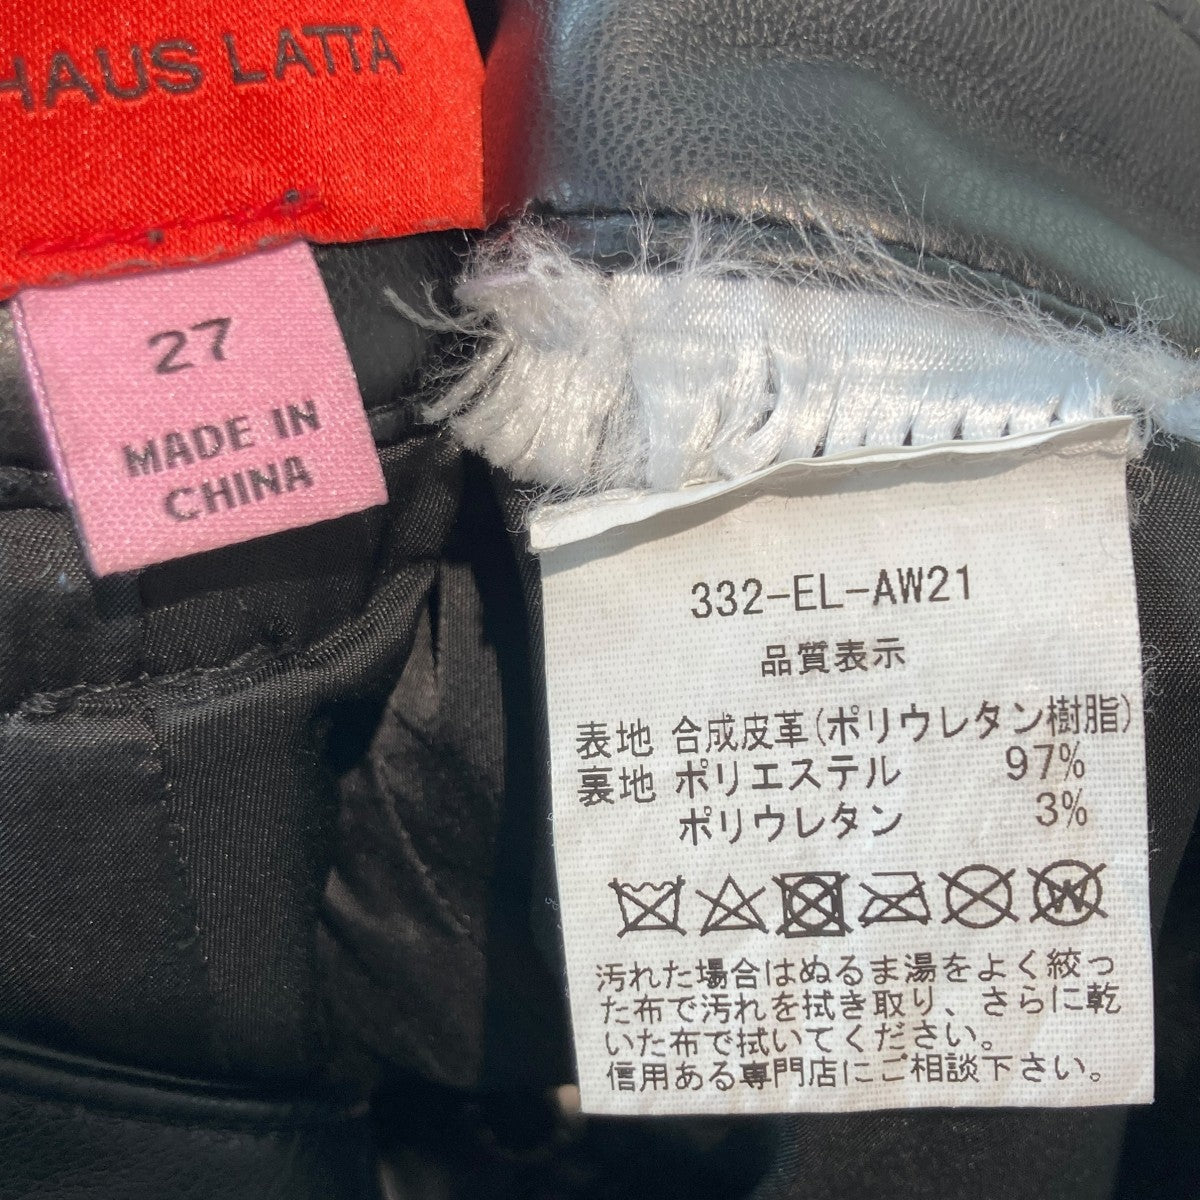 HAUS LATTA
27
MADE IN
CHINA
332-EL-AW21
品質表示
表地 合成皮革(ポリウレタン樹脂)
裏地 ポリエステル 97%
ポリウレタン 3%
W
汚れた場合はぬるま湯をよく絞っ
た布で汚れを拭き取り、さらに乾
いた布で拭いてください。
信用ある専門店にご相談下さい。